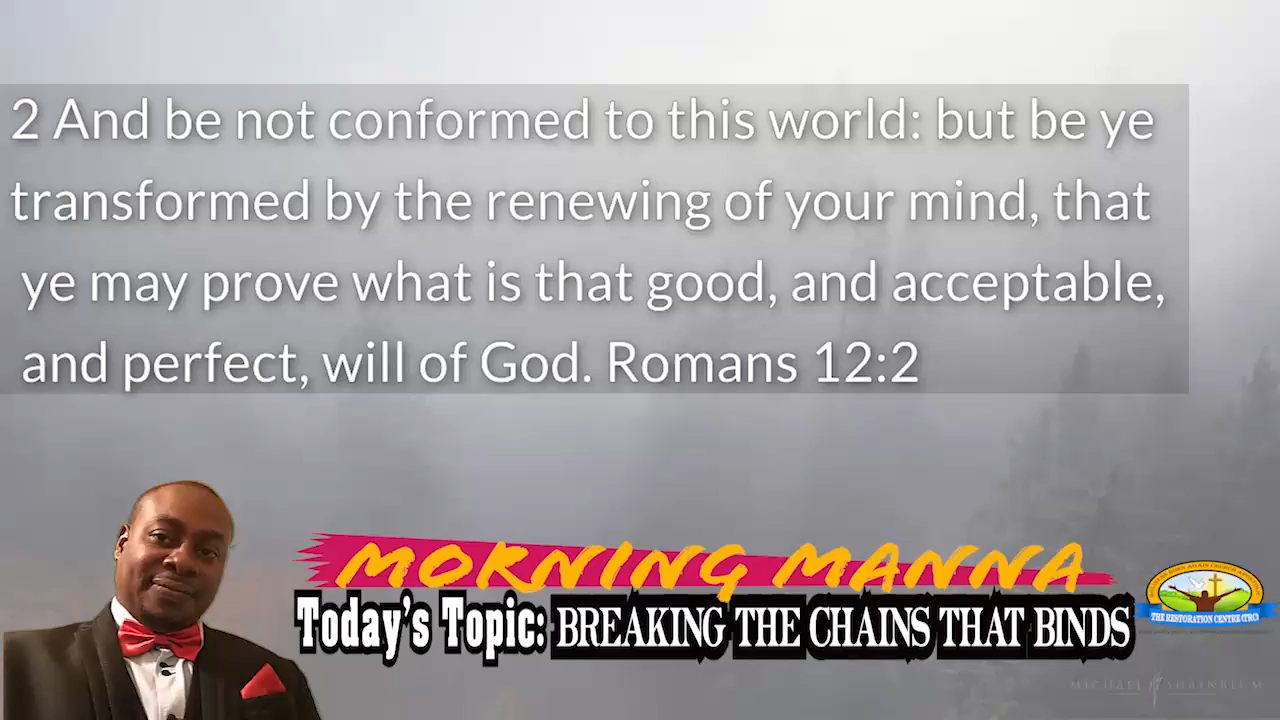 2 And be not conformed to this world: but be ye
transformed by the renewing of your mind, that
ye may prove what is that good, and acceptable,
and perfect, will of God. Romans 12:2
MORNING MANNA
Today's Topic: BREAKING THE CHAINS THAT BINDS
THE RESTORATION CENTRE (TRC)